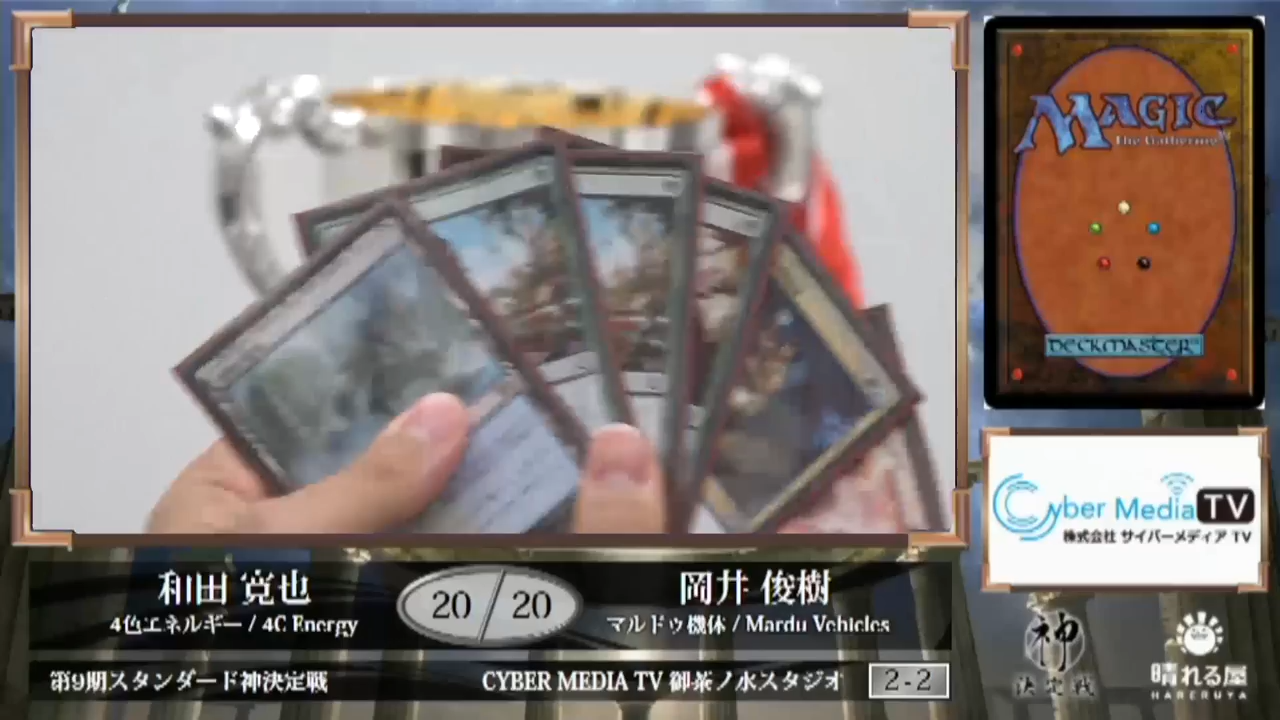 MAGIC
The Gathering
DECKMASTER
Cyber Media TV
株式会社 サイバーメディア TV
和田 寛也
4色エネルギー / 4C Energy
20 / 20
岡井 俊樹
マルドゥ機体 / Mardu Vehicles
第9期スタンダード神決定戦
CYBER MEDIA TV 御茶ノ水スタジオ
2-2
神
決定戦
晴れる屋
HARERUYA